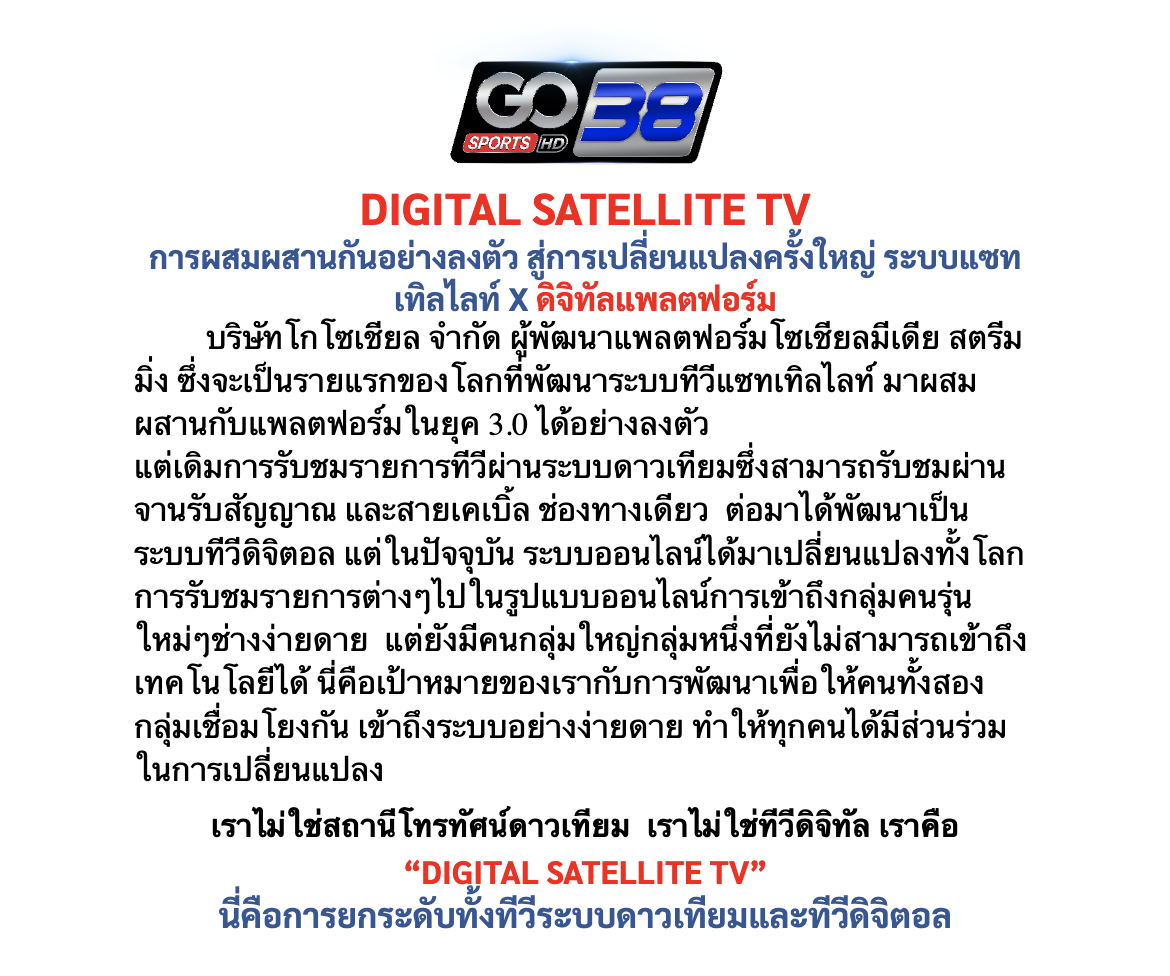 GO 38
SPORTS HD
DIGITAL SATELLITE TV
การผสมผสานกันอย่างลงตัว สู่การเปลี่ยนแปลงครั้งใหญ่ ระบบแซท
เทิลไลท์ X ดิจิทัลแพลตฟอร์ม
บริษัทโกโซเชียล จำกัด ผู้พัฒนาแพลตฟอร์มโซเชียลมีเดีย สตรีม
มิ่ง ซึ่งจะเป็นรายแรกของโลกที่พัฒนาระบบทีวีแซทเทิลไลท์ มาผสม
ผสานกับแพลตฟอร์มในยุค 3.0 ได้อย่างลงตัว
แต่เดิมการรับชมรายการทีวีผ่านระบบดาวเทียมซึ่งสามารถรับชมผ่าน
จานรับสัญญาณ และสายเคเบิ้ล ช่องทางเดียว ต่อมาได้พัฒนาเป็น
ระบบทีวีดิจิตอล แต่ในปัจจุบัน ระบบออนไลน์ได้มาเปลี่ยนแปลงทั้งโลก
การรับชมรายการต่างๆไปในรูปแบบออนไลน์การเข้าถึงกลุ่มคนรุ่น
ใหม่ๆช่างง่ายดาย แต่ยังมีคนกลุ่มใหญ่กลุ่มหนึ่งที่ยังไม่สามารถเข้าถึง
เทคโนโลยีได้ นี่คือเป้าหมายของเรากับการพัฒนาเพื่อให้คนทั้งสอง
กลุ่มเชื่อมโยงกัน เข้าถึงระบบอย่างง่ายดาย ทำให้ทุกคนได้มีส่วนร่วม
ในการเปลี่ยนแปลง
เราไม่ใช่สถานีโทรทัศน์ดาวเทียม เราไม่ใช่ทีวีดิจิทัล เราคือ
“DIGITAL SATELLITE TV”
นี่คือการยกระดับทั้งทีวีระบบดาวเทียมและทีวีดิจิตอล